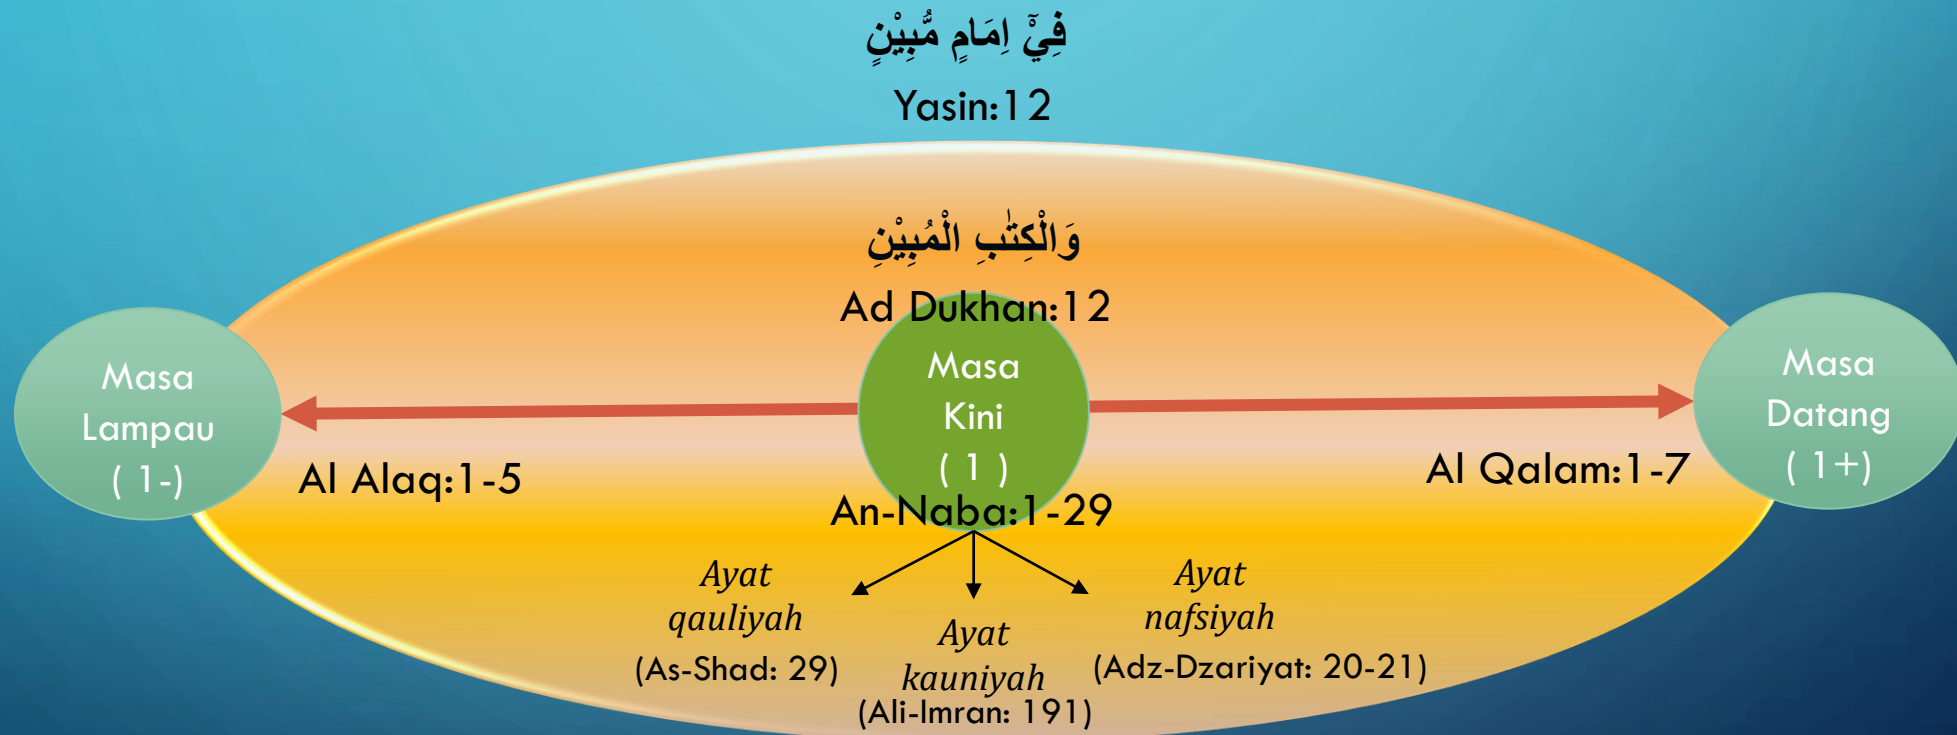 فِيْٓ اِمَامٍ مُّبِيْنٍ
Yasin:12
وَالْكِتٰبِ الْمُبِيْنِ
Ad Dukhan:12
Masa
Lampau
( 1-)
Masa
Kini
( 1 )
Masa
Datang
( 1+)
Al Alaq:1-5
An-Naba:1-29
Al Qalam:1-7
Ayat
qauliyah
(As-Shad: 29)
Ayat
kauniyah
(Ali-Imran: 191)
Ayat
nafsiyah
(Adz-Dzariyat: 20-21)